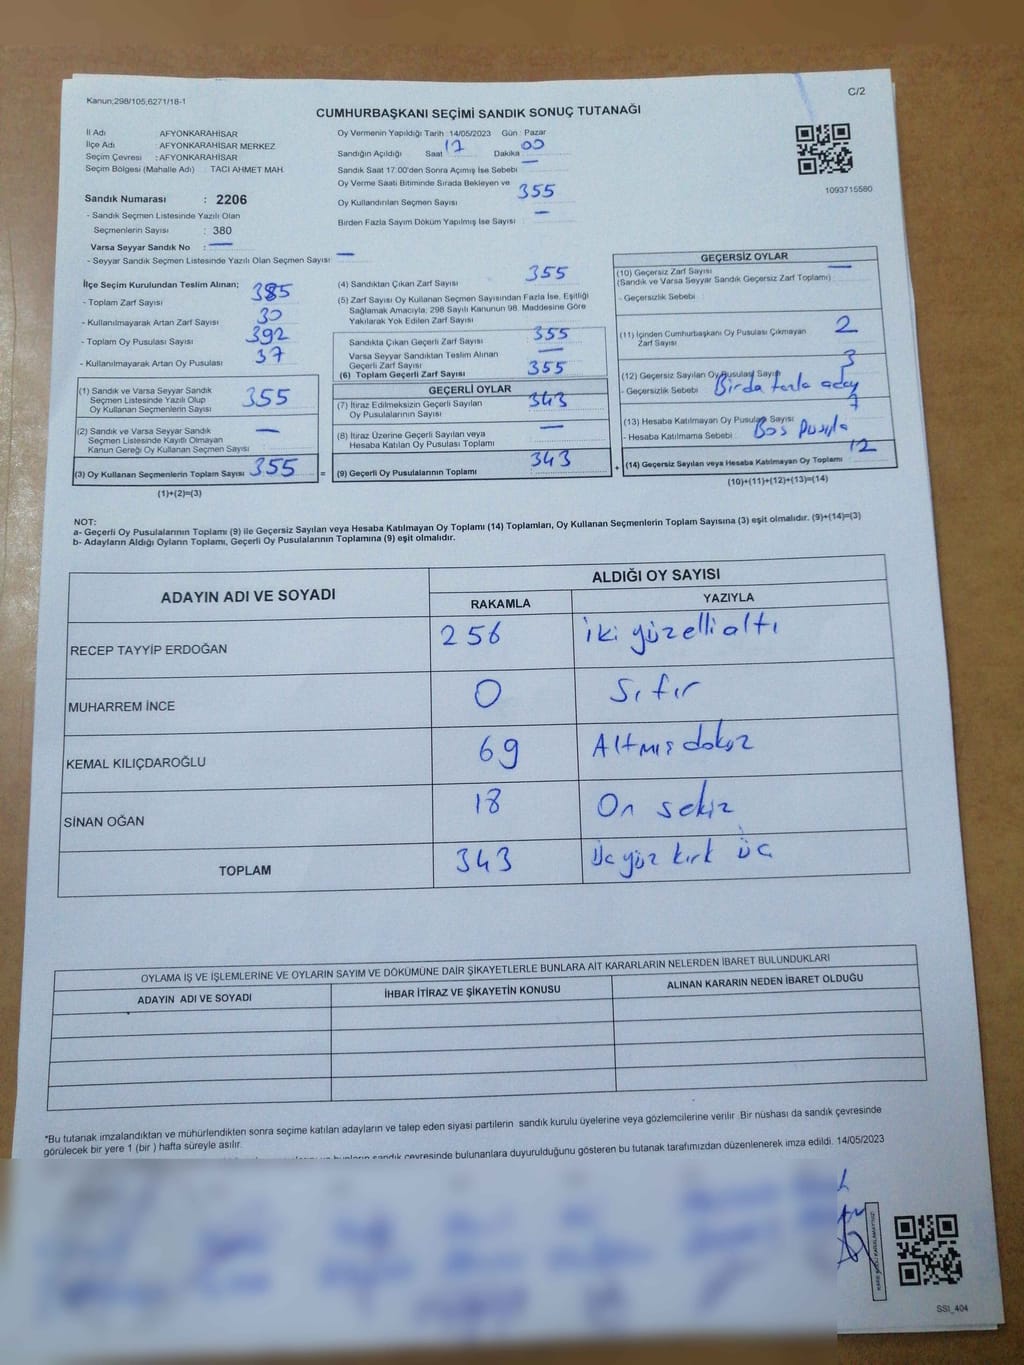 Kanun;298/105,6271/18-1
C/2
CUMHURBAŞKANI SEÇİMİ SANDIK SONUÇ TUTANAĞI
İl Adı AFYONKARAHİSAR
İlçe Adı : AFYONKARAHİSAR MERKEZ
Seçim Çevresi : AFYONKARAHİSAR
Seçim Bölgesi (Mahalle Adı) TACI AHMET MAH.
Sandık Numarası : 2206
- Sandık Seçmen Listesinde Yazılı Olan
Seçmenlerin Sayısı : 380
Varsa Seyyar Sandık No : —
- Seyyar Sandık Seçmen Listesinde Yazılı Olan Seçmen Sayısı —
Oy Vermenin Yapıldığı Tarih : 14/05/2023 Gün : Pazar
Sandığın Açıldığı Saat 17 Dakika 00
Sandık Saat 17:00'den Sonra Açımış İse Sebebi —
Oy Verme Saati Bitiminde Sırada Bekleyen ve
Oy Kullandırılan Seçmen Sayısı 355
Birden Fazla Sayım Döküm Yapılmış İse Sayısı —
1093715580
İlçe Seçim Kurulundan Teslim Alınan;
- Toplam Zarf Sayısı 385
- Kullanılmayarak Artan Zarf Sayısı 30
- Toplam Oy Pusulası Sayısı 392
- Kullanılmayarak Artan Oy Pusulası 37
(1) Sandık ve Varsa Seyyar Sandık
Seçmen Listesinde Yazılı Olup
Oy Kullanan Seçmenlerin Sayısı 355
(2) Sandık ve Varsa Seyyar Sandık
Seçmen Listesinde Kayıtlı Olmayan
Kanun Gereği Oy Kullanan Seçmen Sayısı —
(3) Oy Kullanan Seçmenlerin Toplam Sayısı 355 =
(1)+(2)=(3)
(4) Sandıktan Çıkan Zarf Sayısı 355
(5) Zarf Sayısı Oy Kullanan Seçmen Sayısından Fazla İse, Eşitliği
Sağlamak Amacıyla; 298 Sayılı Kanunun 98. Maddesine Göre
Yakılarak Yok Edilen Zarf Sayısı
Sandıkta Çıkan Geçerli Zarf Sayısı 355
Varsa Seyyar Sandıktan Teslim Alınan
Geçerli Zarf Sayısı —
(6) Toplam Geçerli Zarf Sayısı 355
GEÇERLİ OYLAR
(7) İtiraz Edilmeksizin Geçerli Sayılan
Oy Pusulalarının Sayısı 343
(8) İtiraz Üzerine Geçerli Sayılan veya
Hesaba Katılan Oy Pusulası Toplamı —
(9) Geçerli Oy Pusulalarının Toplamı 343 +
GEÇERSİZ OYLAR
(10) Geçersiz Zarf Sayısı —
(Sandık ve Varsa Seyyar Sandık Geçersiz Zarf Toplamı)
- Geçersizlik Sebebi
(11) İçinden Cumhurbaşkanı Oy Pusulası Çıkmayan
Zarf Sayısı 2
(12) Geçersiz Sayılan Oy Pusulası Sayısı 3
- Geçersizlik Sebebi Birda fazla aday
(13) Hesaba Katılmayan Oy Pusulası Sayısı 7
- Hesaba Katılmama Sebebi Boş pusula
(14) Geçersiz Sayılan veya Hesaba Katılmayan Oy Toplamı 12
(10)+(11)+(12)+(13)=(14)
NOT:
a- Geçerli Oy Pusulalarının Toplamı (9) ile Geçersiz Sayılan veya Hesaba Katılmayan Oy Toplamı (14) Toplamları, Oy Kullanan Seçmenlerin Toplam Sayısına (3) eşit olmalıdır. (9)+(14)=(3)
b- Adayların Aldığı Oyların Toplamı, Geçerli Oy Pusulalarının Toplamına (9) eşit olmalıdır.
ADAYIN ADI VE SOYADI ALDIĞI OY SAYISI
RAKAMLA YAZIYLA
RECEP TAYYİP ERDOĞAN 256 iki yüz elli altı
MUHARREM İNCE 0 Sıfır
KEMAL KILIÇDAROĞLU 69 Altmış dokuz
SİNAN OĞAN 18 On sekiz
TOPLAM 343 üç yüz kırk üç
OYLAMA İŞ VE İŞLEMLERİNE VE OYLARIN SAYIM VE DÖKÜMÜNE DAİR ŞİKAYETLERLE BUNLARA AİT KARARLARIN NELERDEN İBARET BULUNDUKLARI
ADAYIN ADI VE SOYADI İHBAR İTİRAZ VE ŞİKAYETİN KONUSU ALINAN KARARIN NEDEN İBARET OLDUĞU
*Bu tutanak imzalandıktan ve mühürlendikten sonra seçime katılan adayların ve talep eden siyasi partilerin sandık kurulu üyelerine veya gözlemcilerine verilir. Bir nüshası da sandık çevresinde
görülecek bir yere 1 (bir ) hafta süreyle asılır.
sandık çevresinde bulunanlara duyurulduğunu gösteren bu tutanak tarafımızdan düzenlenerek imza edildi. 14/05/2023
SSI_404